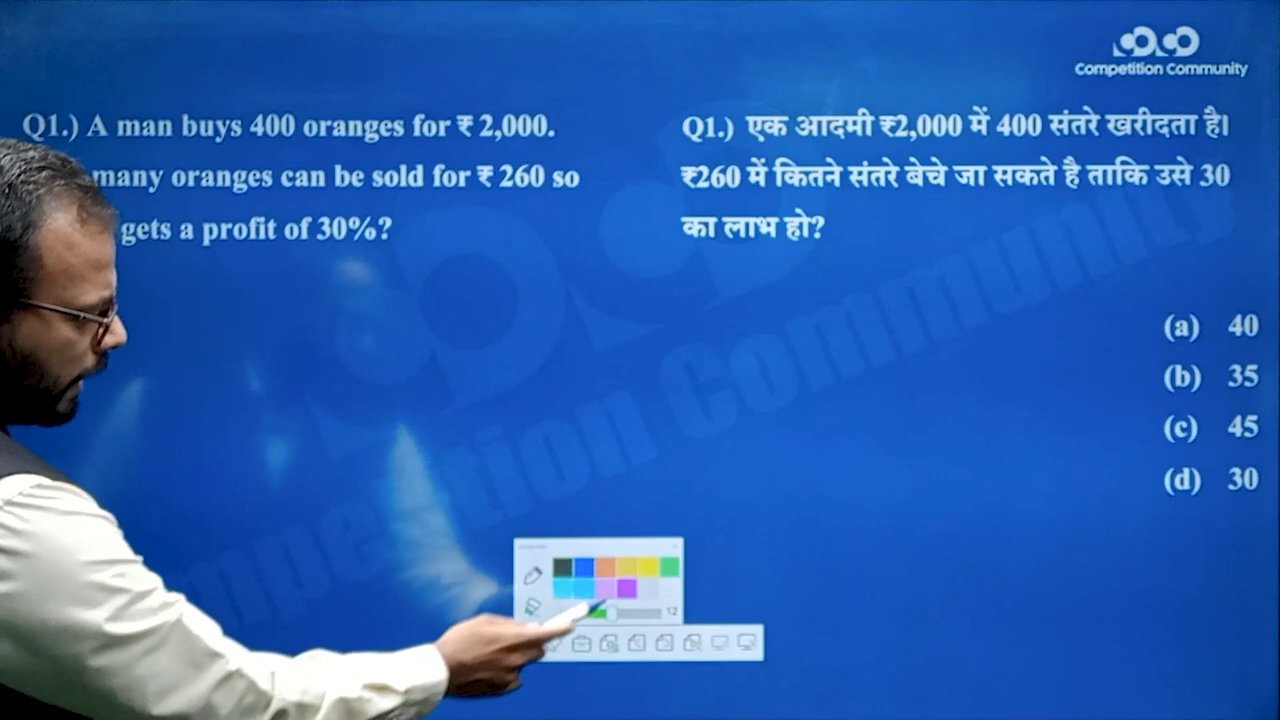 Competition Community
Q1.) A man buys 400 oranges for ₹ 2,000.
many oranges can be sold for ₹ 260 so
gets a profit of 30%?
Q1.) एक आदमी ₹2,000 में 400 संतरे खरीदता है।
₹260 में कितने संतरे बेचे जा सकते है ताकि उसे 30
का लाभ हो?
(a) 40
(b) 35
(c) 45
(d) 30
Competition Community
12